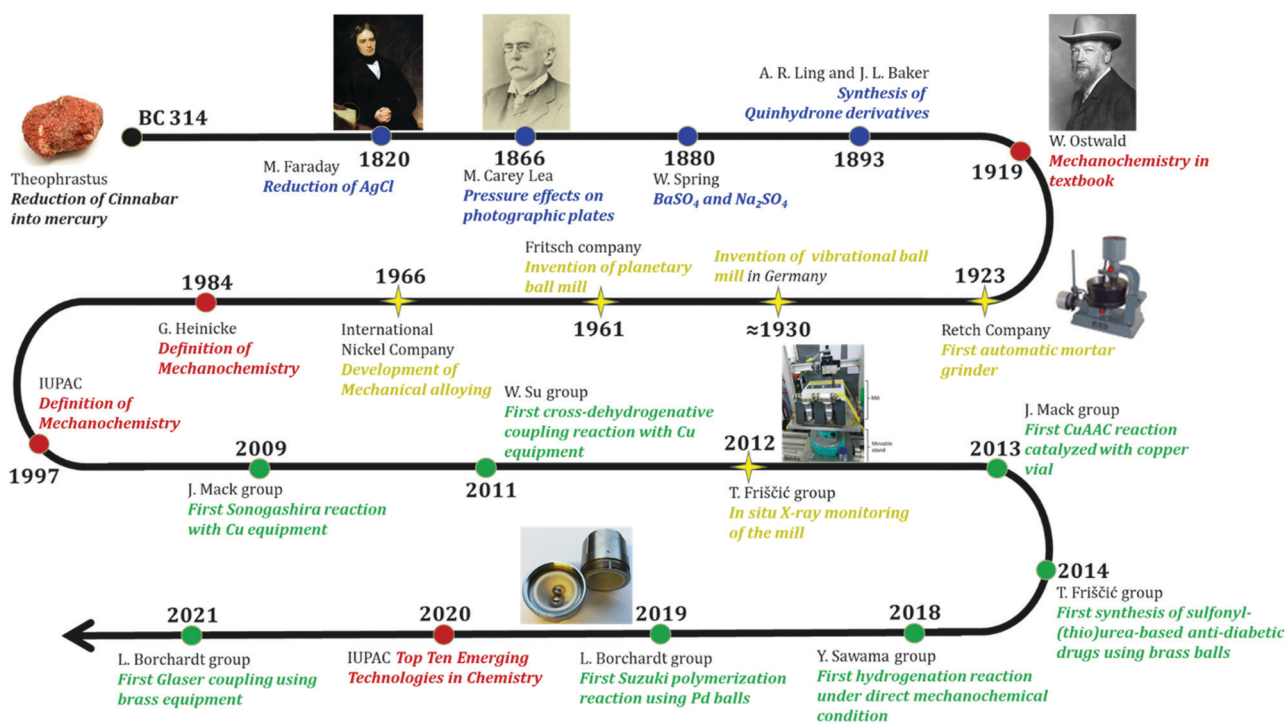 BC 314
Theophrastus
Reduction of Cinnabar
into mercury
1820
M. Faraday
Reduction of AgCl
1866
M. Carey Lea
Pressure effects on
photographic plates
1880
W. Spring
BaSO₄ and Na₂SO₄
A. R. Ling and J. L. Baker
Synthesis of
Quinhydrone derivatives
1893
1919
W. Ostwald
Mechanochemistry in
textbook
1923
Retch Company
First automatic mortar
grinder
Invention of vibrational ball
mill in Germany
≈1930
Fritsch company
Invention of planetary
ball mill
1961
1966
International
Nickel Company
Development of
Mechanical alloying
1984
G. Heinicke
Definition of
Mechanochemistry
IUPAC
Definition of
Mechanochemistry
1997
2009
J. Mack group
First Sonogashira reaction
with Cu equipment
W. Su group
First cross-dehydrogenative
coupling reaction with Cu
equipment
2011
2012
T. Friščić group
In situ X-ray monitoring
of the mill
Mill
Movable
stand
J. Mack group
First CuAAC reaction
catalyzed with copper
vial
2013
2014
T. Friščić group
First synthesis of sulfonyl-
(thio)urea-based anti-diabetic
drugs using brass balls
2018
Y. Sawama group
First hydrogenation reaction
under direct mechanochemical
condition
2019
L. Borchardt group
First Suzuki polymerization
reaction using Pd balls
2020
IUPAC Top Ten Emerging
Technologies in Chemistry
2021
L. Borchardt group
First Glaser coupling using
brass equipment